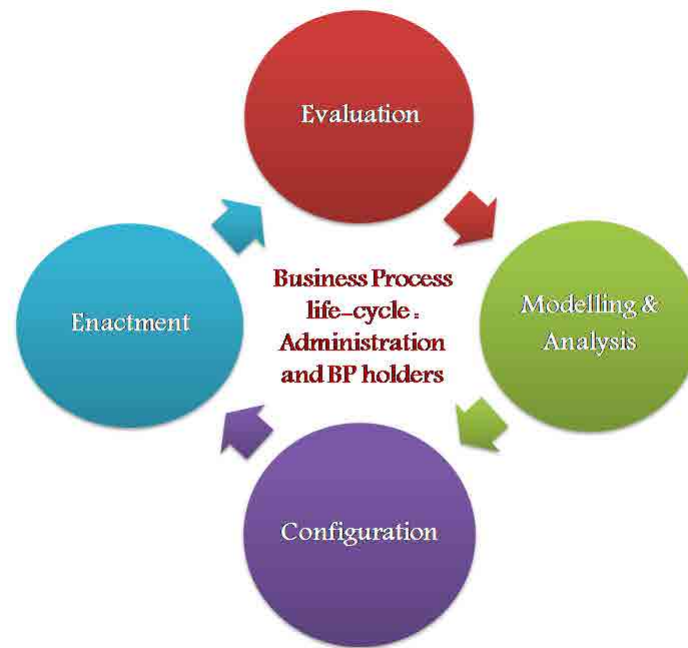 Evaluation
Business Process
life-cycle :
Administration
and BP holders
Enactment
Modelling &
Analysis
Configuration